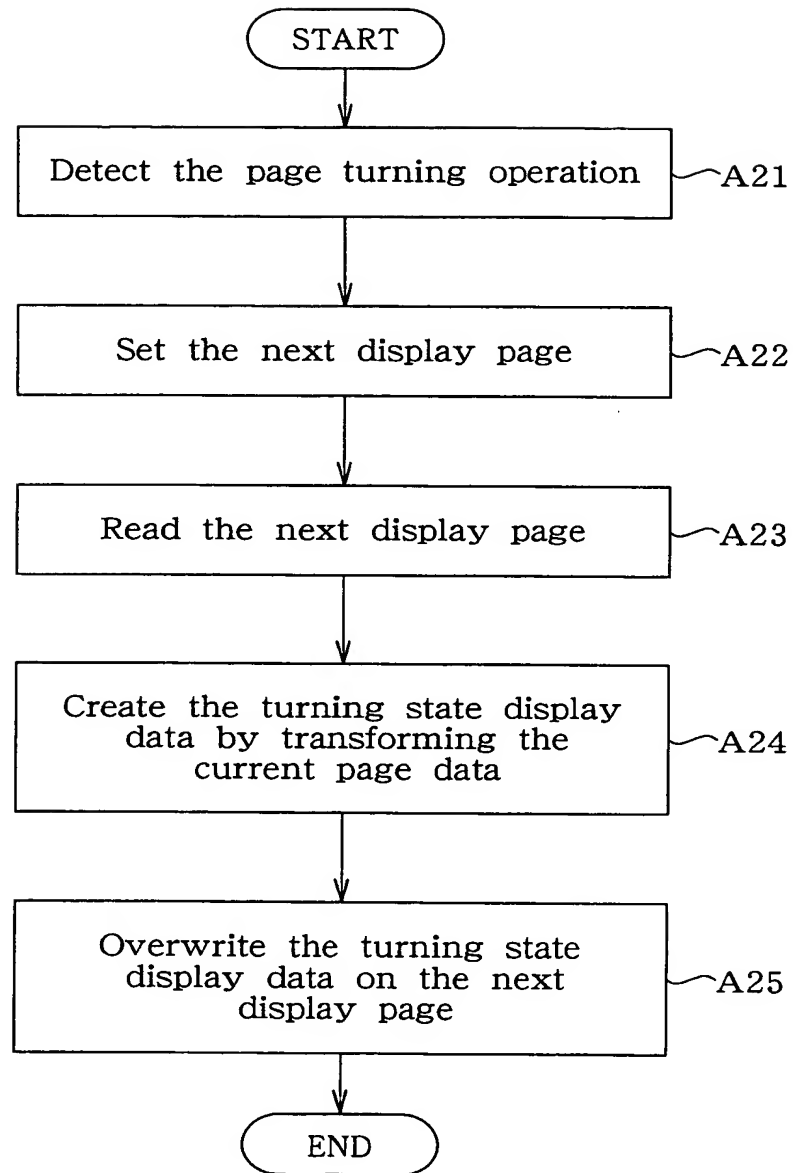 START
Detect the page turning operation
A21
Set the next display page
A22
Read the next display page
A23
Create the turning state display
data by transforming the
current page data
A24
Overwrite the turning state
display data on the next
display page
A25
END